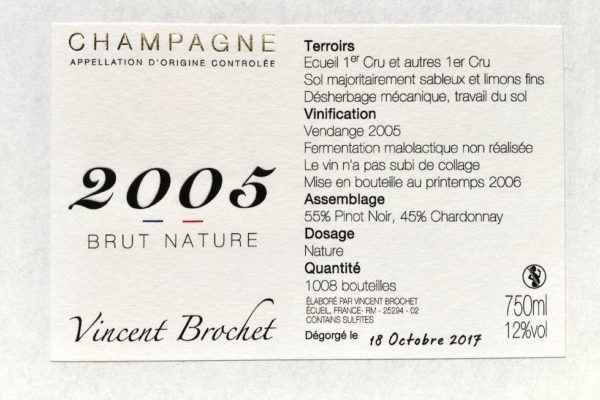 CHAMPAGNE
APPELLATION D'ORIGINE CONTROLÉE
2005
BRUT NATURE
Vincent Brochet
Terroirs
Ecueil 1er Cru et autres 1er Cru
Sol majoritairement sableux et limons fins
Désherbage mécanique, travail du sol
Vinification
Vendange 2005
Fermentation malolactique non réalisée
Le vin n'a pas subi de collage
Mise en bouteille au printemps 2006
Assemblage
55% Pinot Noir, 45% Chardonnay
Dosage
Nature
Quantité
1008 bouteilles
ÉLABORÉ PAR VINCENT BROCHET
ÉCUEIL, FRANCE- RM - 25294 - 02
CONTAINS SULFITES
Dégorgé le 18 Octobre 2017
750ml
12%vol